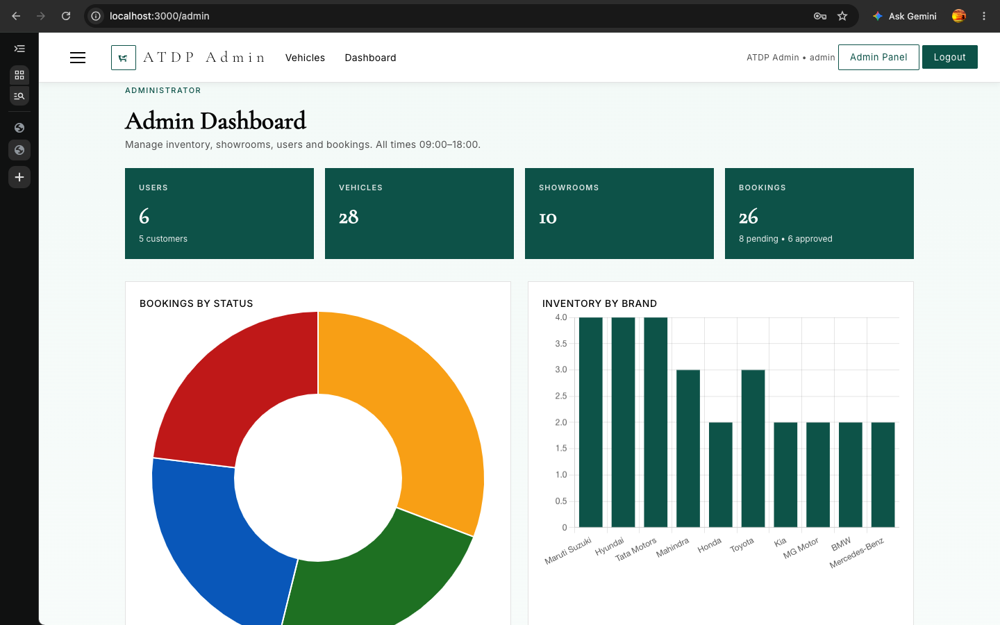 localhost:3000/admin
Ask Gemini
ATDP Admin
Vehicles
Dashboard
ATDP Admin • admin
Admin Panel
Logout
ADMINISTRATOR
Admin Dashboard
Manage inventory, showrooms, users and bookings. All times 09:00–18:00.
USERS
6
5 customers
VEHICLES
28
SHOWROOMS
10
BOOKINGS
26
8 pending • 6 approved
BOOKINGS BY STATUS
INVENTORY BY BRAND
4.0
3.5
3.0
2.5
2.0
1.5
1.0
0.5
0
Maruti Suzuki
Hyundai
Tata Motors
Mahindra
Honda
Toyota
Kia
MG Motor
BMW
Mercedes-Benz